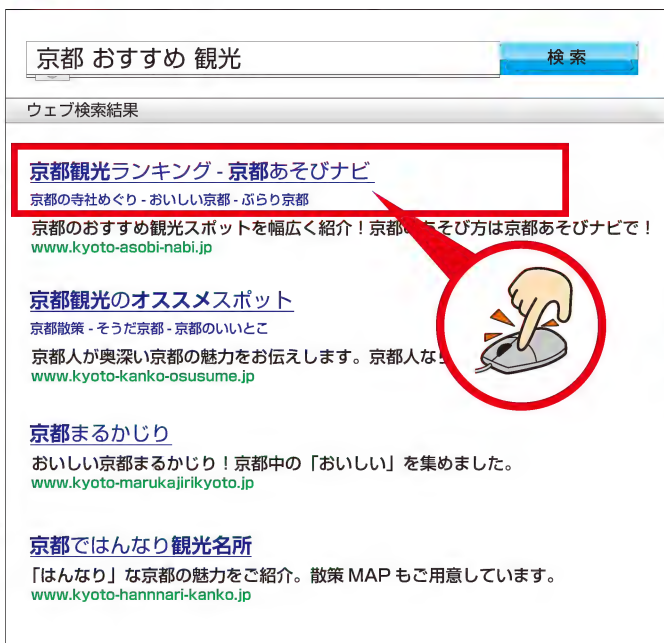 京都 おすすめ 観光
検索
ウェブ検索結果
京都観光ランキング - 京都あそびナビ
京都の寺社めぐり - おいしい京都 - ぶらり京都
京都のおすすめ観光スポットを幅広く紹介！京都 そび方は京都あそびナビで！
www.kyoto-asobi-nabi.jp
京都観光のオススメスポット
京都散策 - そうだ京都 - 京都のいいとこ
京都人が奥深い京都の魅力をお伝えします。京都人な
www.kyoto-kanko-osusume.jp
京都まるかじり
おいしい京都まるかじり！京都中の「おいしい」を集めました。
www.kyoto-marukajirikyoto.jp
京都ではんなり観光名所
「はんなり」な京都の魅力をご紹介。散策 MAP もご用意しています。
www.kyoto-hannnari-kanko.jp